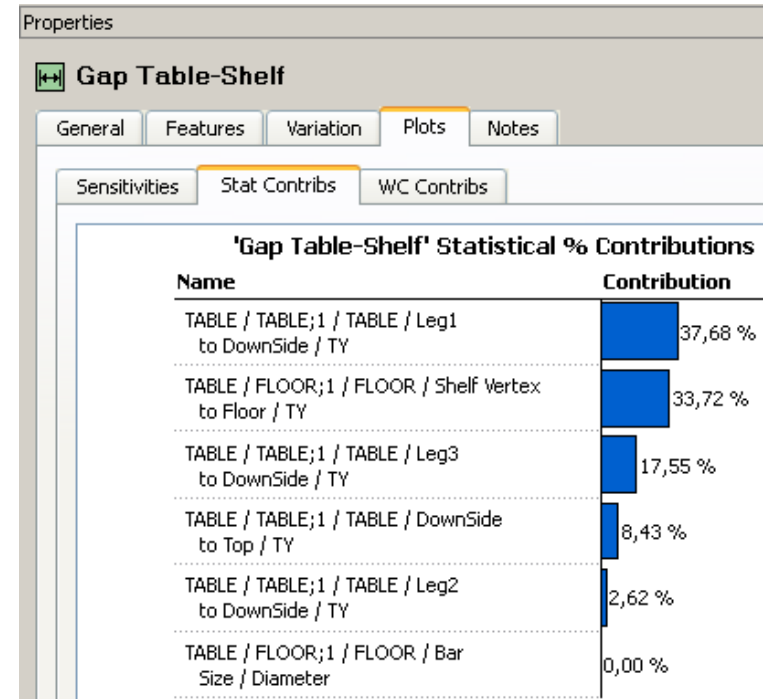 Properties
Gap Table-Shelf
General Features Variation Plots Notes
Sensitivities Stat Contribs WC Contribs
'Gap Table-Shelf' Statistical % Contributions
Name Contribution
TABLE / TABLE;1 / TABLE / Leg1
to DownSide / TY
37,68 %
TABLE / FLOOR;1 / FLOOR / Shelf Vertex
to Floor / TY
33,72 %
TABLE / TABLE;1 / TABLE / Leg3
to DownSide / TY
17,55 %
TABLE / TABLE;1 / TABLE / DownSide
to Top / TY
8,43 %
TABLE / TABLE;1 / TABLE / Leg2
to DownSide / TY
2,62 %
TABLE / FLOOR;1 / FLOOR / Bar
Size / Diameter
0,00 %